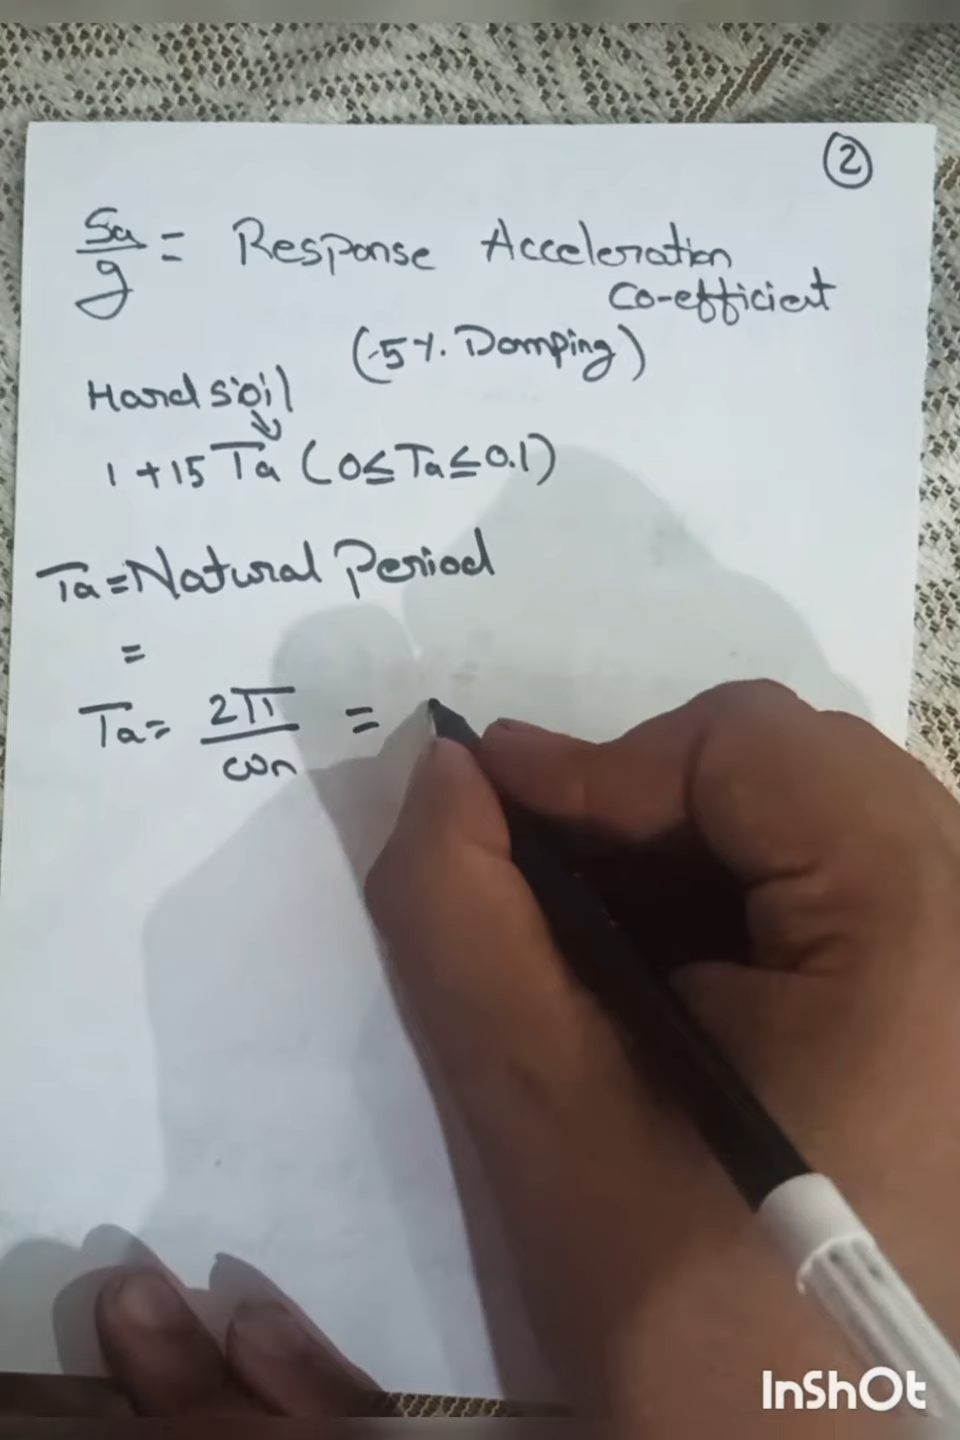 2
Sa/g = Response Acceleration
Co-efficient
(.5%. Damping)
Hard soil
1 + 15 Ta (0≤Ta≤0.1)
Ta = Natural Period
=
Ta = 2π/ωn =
InShOt